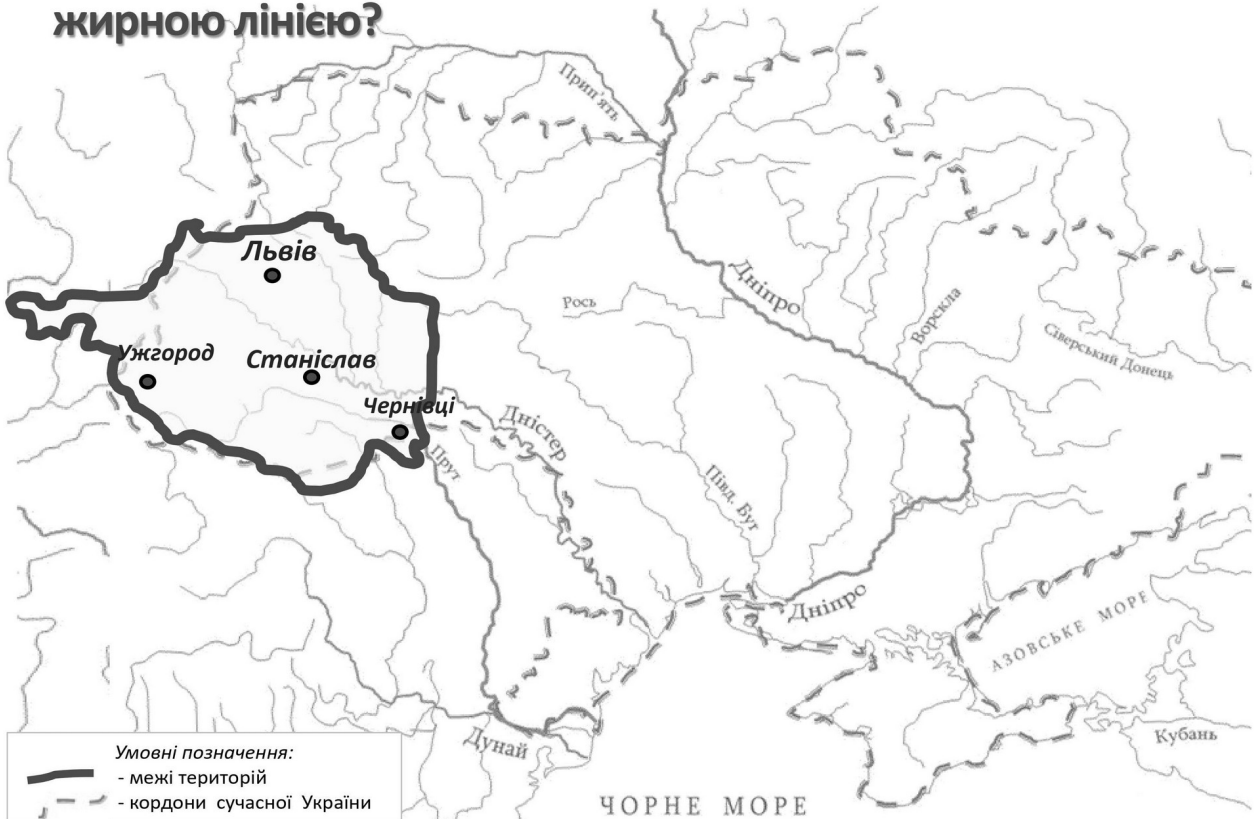 жирною лінією?
Прип'ять
Львів
Дніпро
Рось
Ворскла
Сіверський Донець
Ужгород
Станіслав
Чернівці
Дністер
Прут
Півд. Буг
Дніпро
АЗОВСЬКЕ МОРЕ
Дунай
Кубань
ЧОРНЕ МОРЕ
Умовні позначення:
- межі територій
- кордони сучасної України